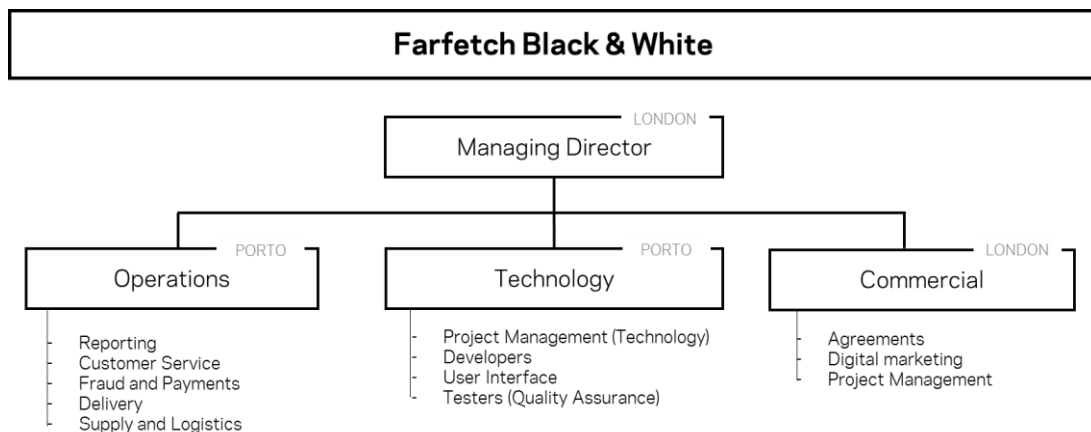 Farfetch Black & White
LONDON
Managing Director
PORTO
Operations
PORTO
Technology
LONDON
Commercial
- Reporting
- Customer Service
- Fraud and Payments
- Delivery
- Supply and Logistics
- Project Management (Technology)
- Developers
- User Interface
- Testers (Quality Assurance)
- Agreements
- Digital marketing
- Project Management